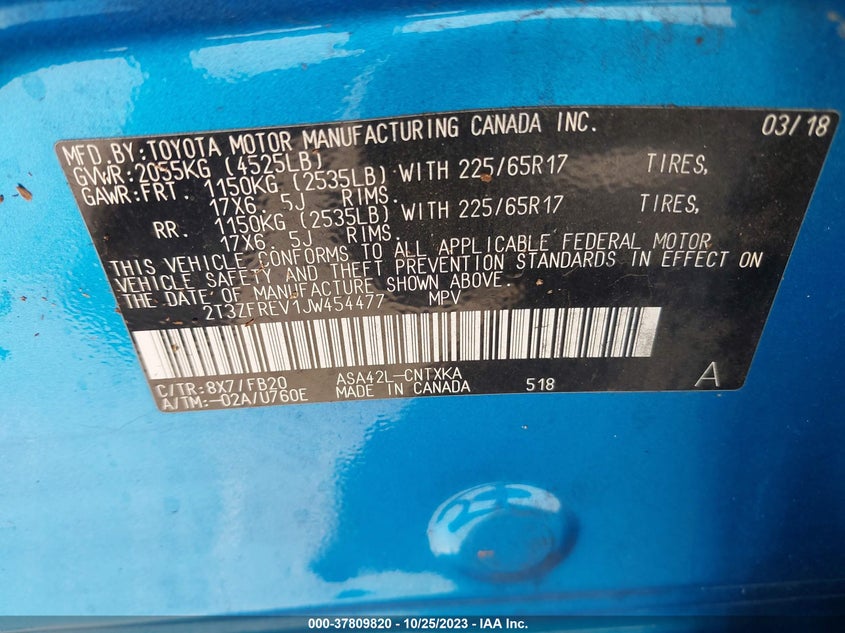 MFD.BY:TOYOTA MOTOR MANUFACTURING CANADA INC. 03/18
GVWR:2055KG (4525LB)
GAWR:FRT 1150KG (2535LB) WITH 225/65R17 TIRES,
17X6.5J RIMS.
RR. 1150KG (2535LB) WITH 225/65R17 TIRES,
17X6.5J RIMS.
THIS VEHICLE CONFORMS TO ALL APPLICABLE FEDERAL MOTOR
VEHICLE SAFETY AND THEFT PREVENTION STANDARDS IN EFFECT ON
THE DATE OF MANUFACTURE SHOWN ABOVE.
2T3ZFREV1JW454477 MPV
C/TR:8X7/FB20 ASA42L-CNTXKA 518 A
A/TM:-02A/U760E MADE IN CANADA
000-37809820 - 10/25/2023 - IAA Inc.